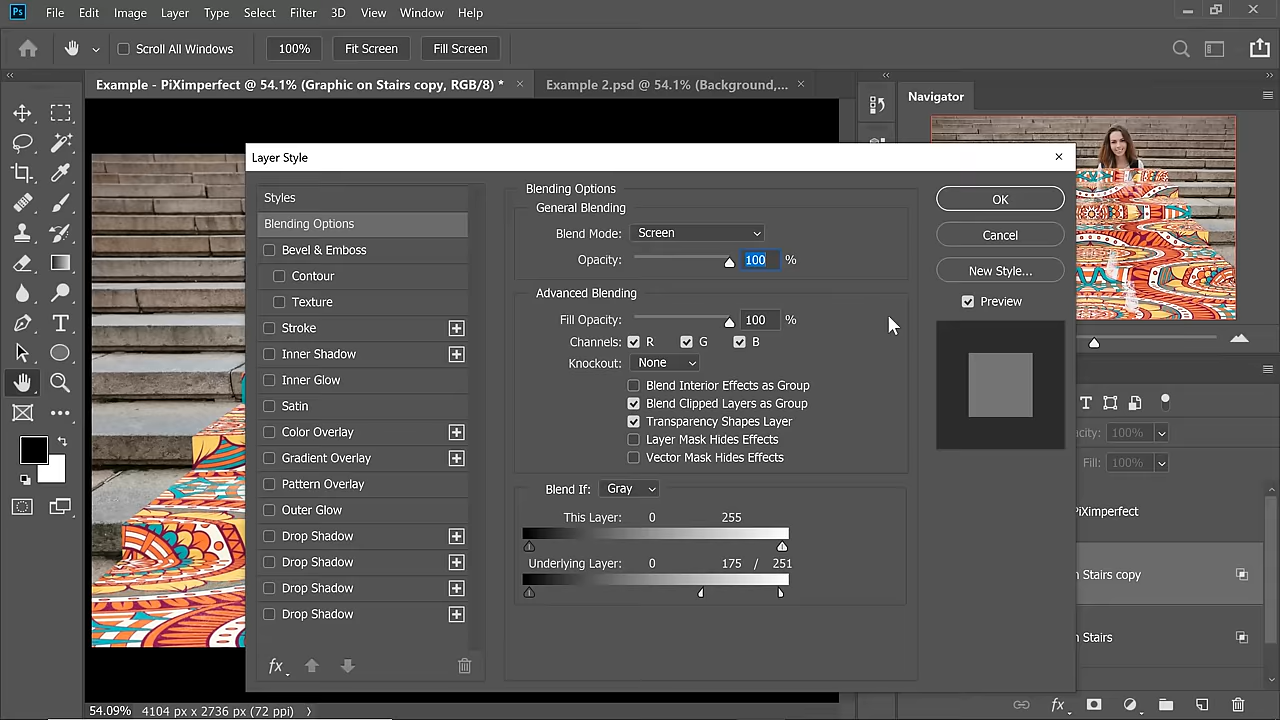 Ps File Edit Image Layer Type Select Filter 3D View Window Help
Scroll All Windows 100% Fit Screen Fill Screen
Example - PiXimperfect @ 54.1% (Graphic on Stairs copy, RGB/8) * × Example 2.psd @ 54.1% (Background,... ×
Navigator
Layer Style
Styles
Blending Options
Bevel & Emboss
Contour
Texture
Stroke
Inner Shadow
Inner Glow
Satin
Color Overlay
Gradient Overlay
Pattern Overlay
Outer Glow
Drop Shadow
Drop Shadow
Drop Shadow
Drop Shadow
fx
Blending Options
General Blending
Blend Mode: Screen
Opacity: 100 %
Advanced Blending
Fill Opacity: 100 %
Channels: R G B
Knockout: None
Blend Interior Effects as Group
Blend Clipped Layers as Group
Transparency Shapes Layer
Layer Mask Hides Effects
Vector Mask Hides Effects
Blend If: Gray
This Layer: 0 255
Underlying Layer: 0 175 / 251
OK
Cancel
New Style...
Preview
acity: 100%
Fill: 100%
PiXimperfect
n Stairs copy
n Stairs
fx
54.09% 4104 px x 2736 px (72 ppi)